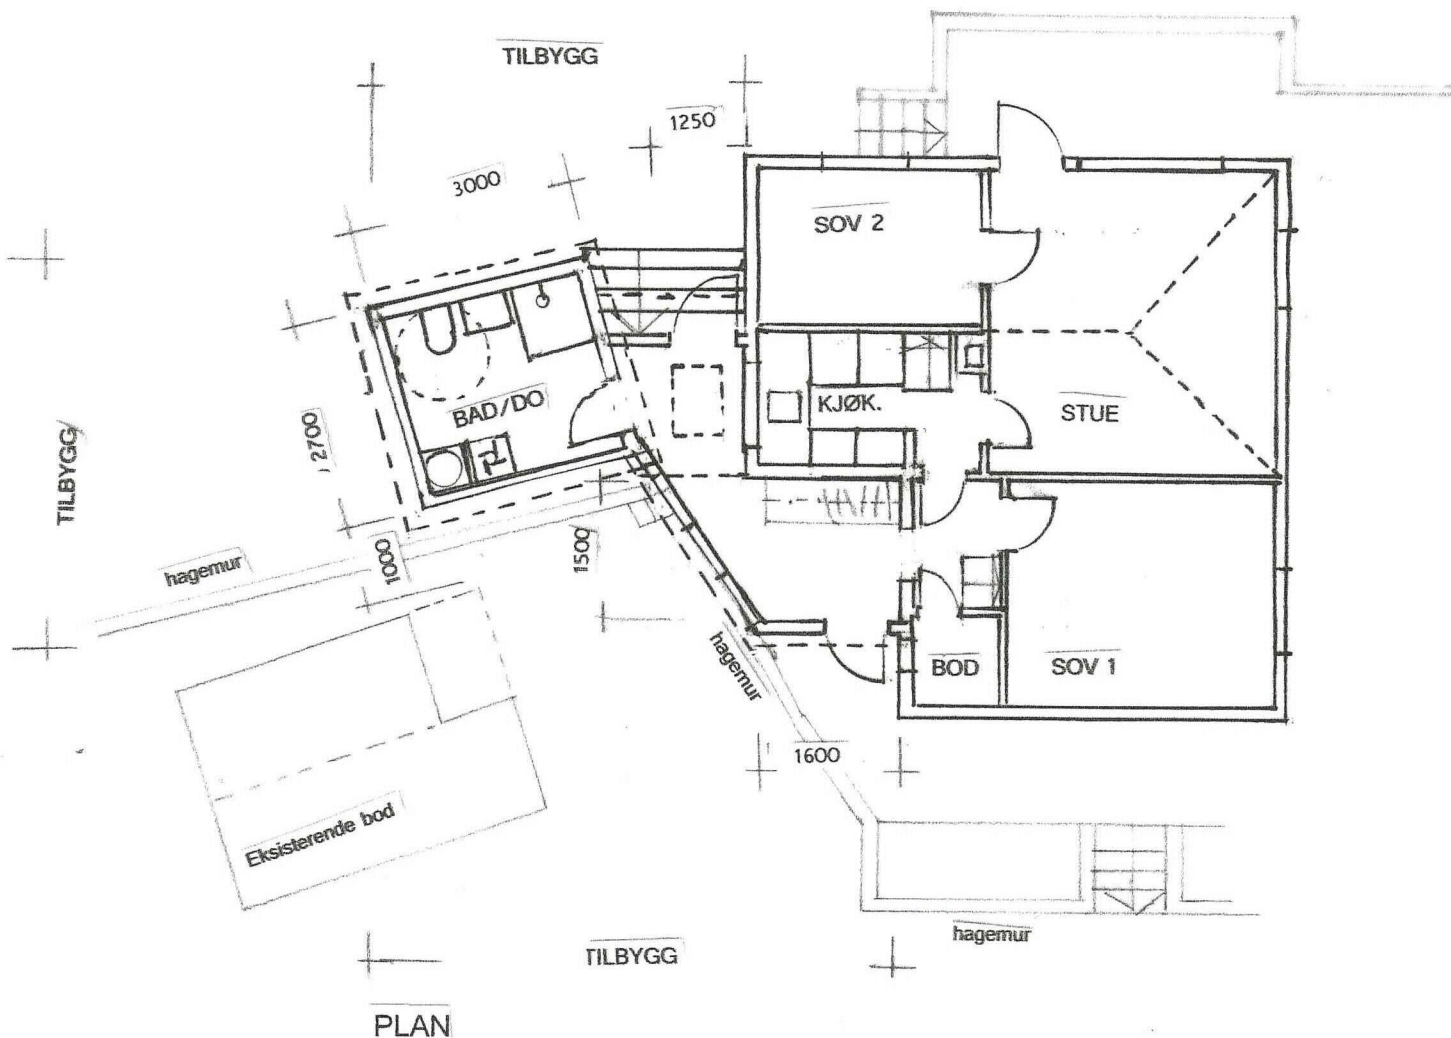 TILBYGG
1250
3000
SOV 2
BAD/DO
KJØK.
STUE
2700
TILBYGG
hagemur
1000
1500
hagemur
BOD
SOV 1
1600
Eksisterende bod
TILBYGG
hagemur
PLAN